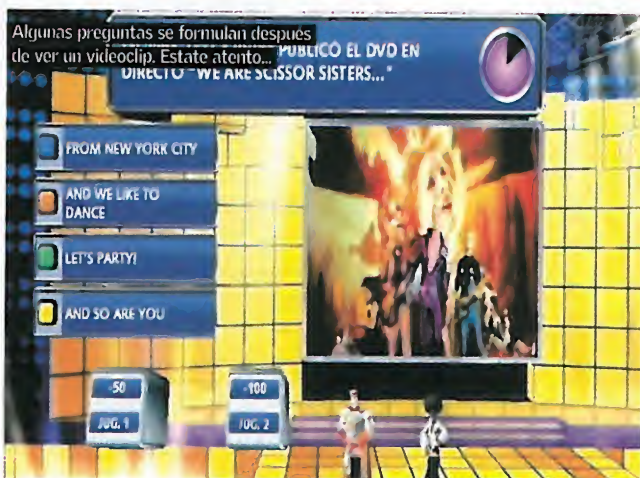 Algunas preguntas se formulan después
de ver un videoclip. Estate atento...
PUBLICÓ EL DVD EN
DIRECTO "WE ARE SCISSOR SISTERS..."
FROM NEW YORK CITY
AND WE LIKE TO
DANCE
LET'S PARTY!
AND SO ARE YOU
-50
JUG. 1
-100
JUG. 2